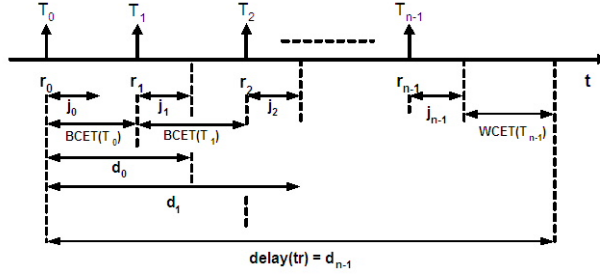 T0 T1 T2 Tn-1
r0 r1 r2 rn-1 t
j0 j1 j2 jn-1
BCET(T0) BCET(T1) WCET(Tn-1)
d0
d1
delay(tr) = dn-1